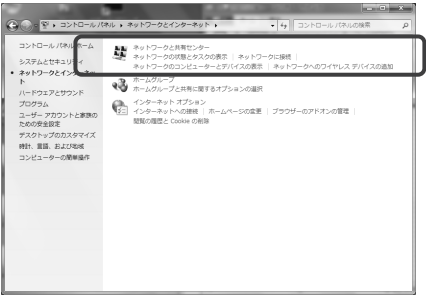 コントロール パネル ▸ ネットワークとインターネット ▸
コントロール パネルの検索
コントロール パネル ホーム
システムとセキュリティ
ネットワークとインターネッ
ト
ハードウェアとサウンド
プログラム
ユーザー アカウントと家族の
ための安全設定
デスクトップのカスタマイズ
時計、言語、および地域
コンピューターの簡単操作
ネットワークと共有センター
ネットワークの状態とタスクの表示 | ネットワークに接続 |
ネットワークのコンピューターとデバイスの表示 | ネットワークへのワイヤレス デバイスの追加
ホームグループ
ホームグループと共有に関するオプションの選択
インターネット オプション
インターネットへの接続 | ホームページの変更 | ブラウザーのアドオンの管理 |
閲覧の履歴と Cookie の削除